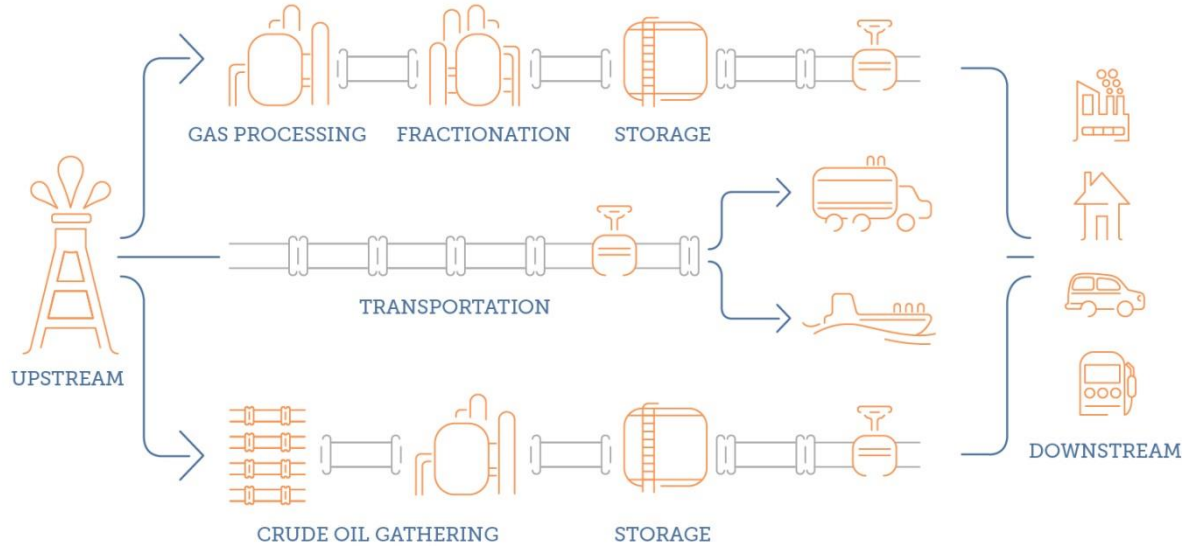 GAS PROCESSING
FRACTIONATION
STORAGE
TRANSPORTATION
UPSTREAM
DOWNSTREAM
CRUDE OIL GATHERING
STORAGE